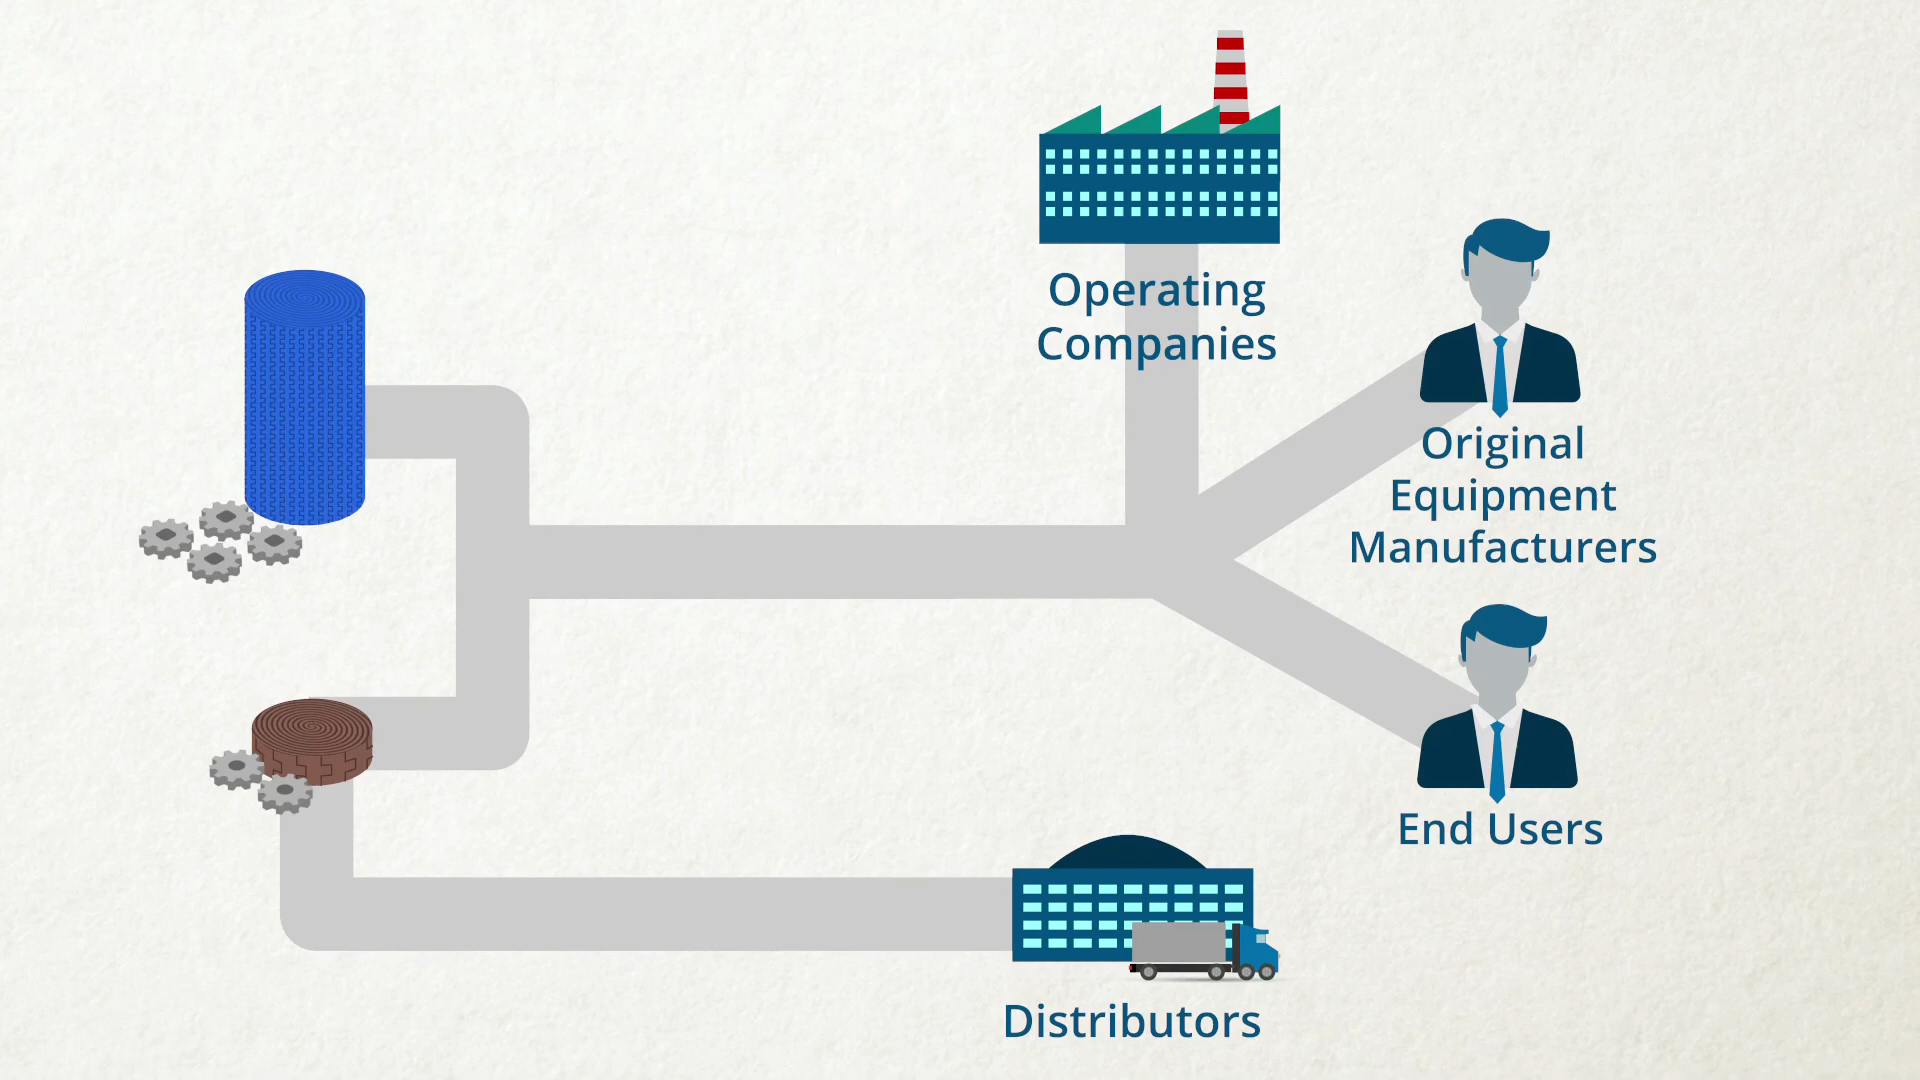 Operating
Companies
Original
Equipment
Manufacturers
End Users
Distributors